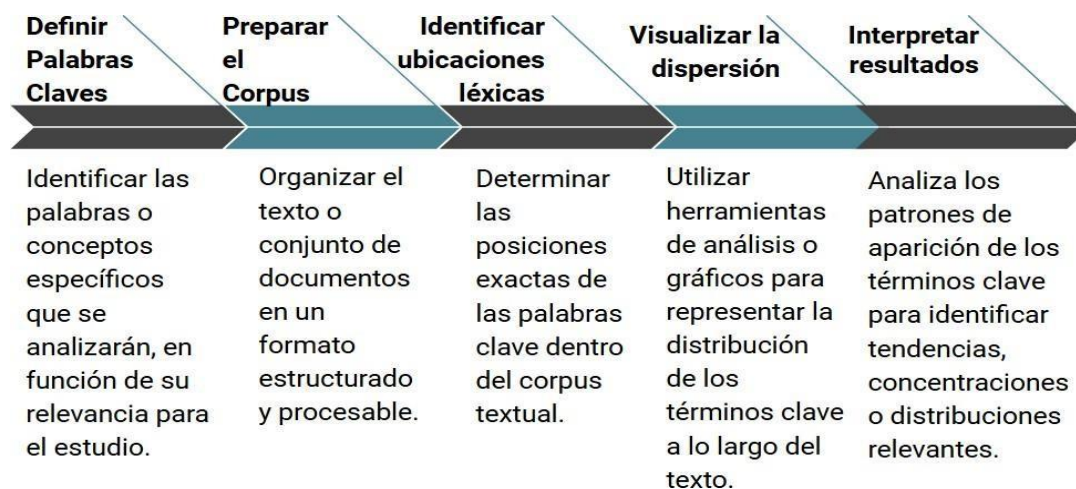 Definir
Palabras
Claves
Identificar las
palabras o
conceptos
específicos
que se
analizarán, en
función de su
relevancia para
el estudio.
Preparar
el
Corpus
Organizar el
texto o
conjunto de
documentos
en un
formato
estructurado
y procesable.
Identificar
ubicaciones
léxicas
Determinar
las
posiciones
exactas de
las palabras
clave dentro
del corpus
textual.
Visualizar la
dispersión
Utilizar
herramientas
de análisis o
gráficos para
representar la
distribución
de los
términos clave
a lo largo del
texto.
Interpretar
resultados
Analiza los
patrones de
aparición de los
términos clave
para identificar
tendencias,
concentraciones
o distribuciones
relevantes.